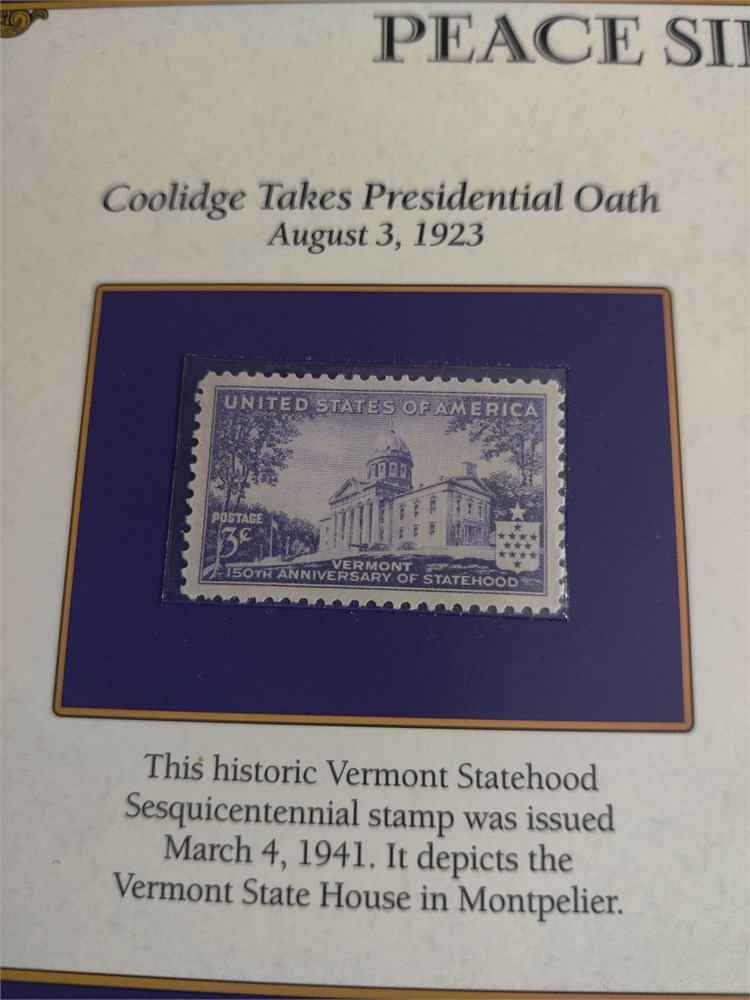 PEACE
Coolidge Takes Presidential Oath
August 3, 1923
UNITED STATES OF AMERICA
POSTAGE
3¢
VERMONT
150TH ANNIVERSARY OF STATEHOOD
This historic Vermont Statehood
Sesquicentennial stamp was issued
March 4, 1941. It depicts the
Vermont State House in Montpelier.